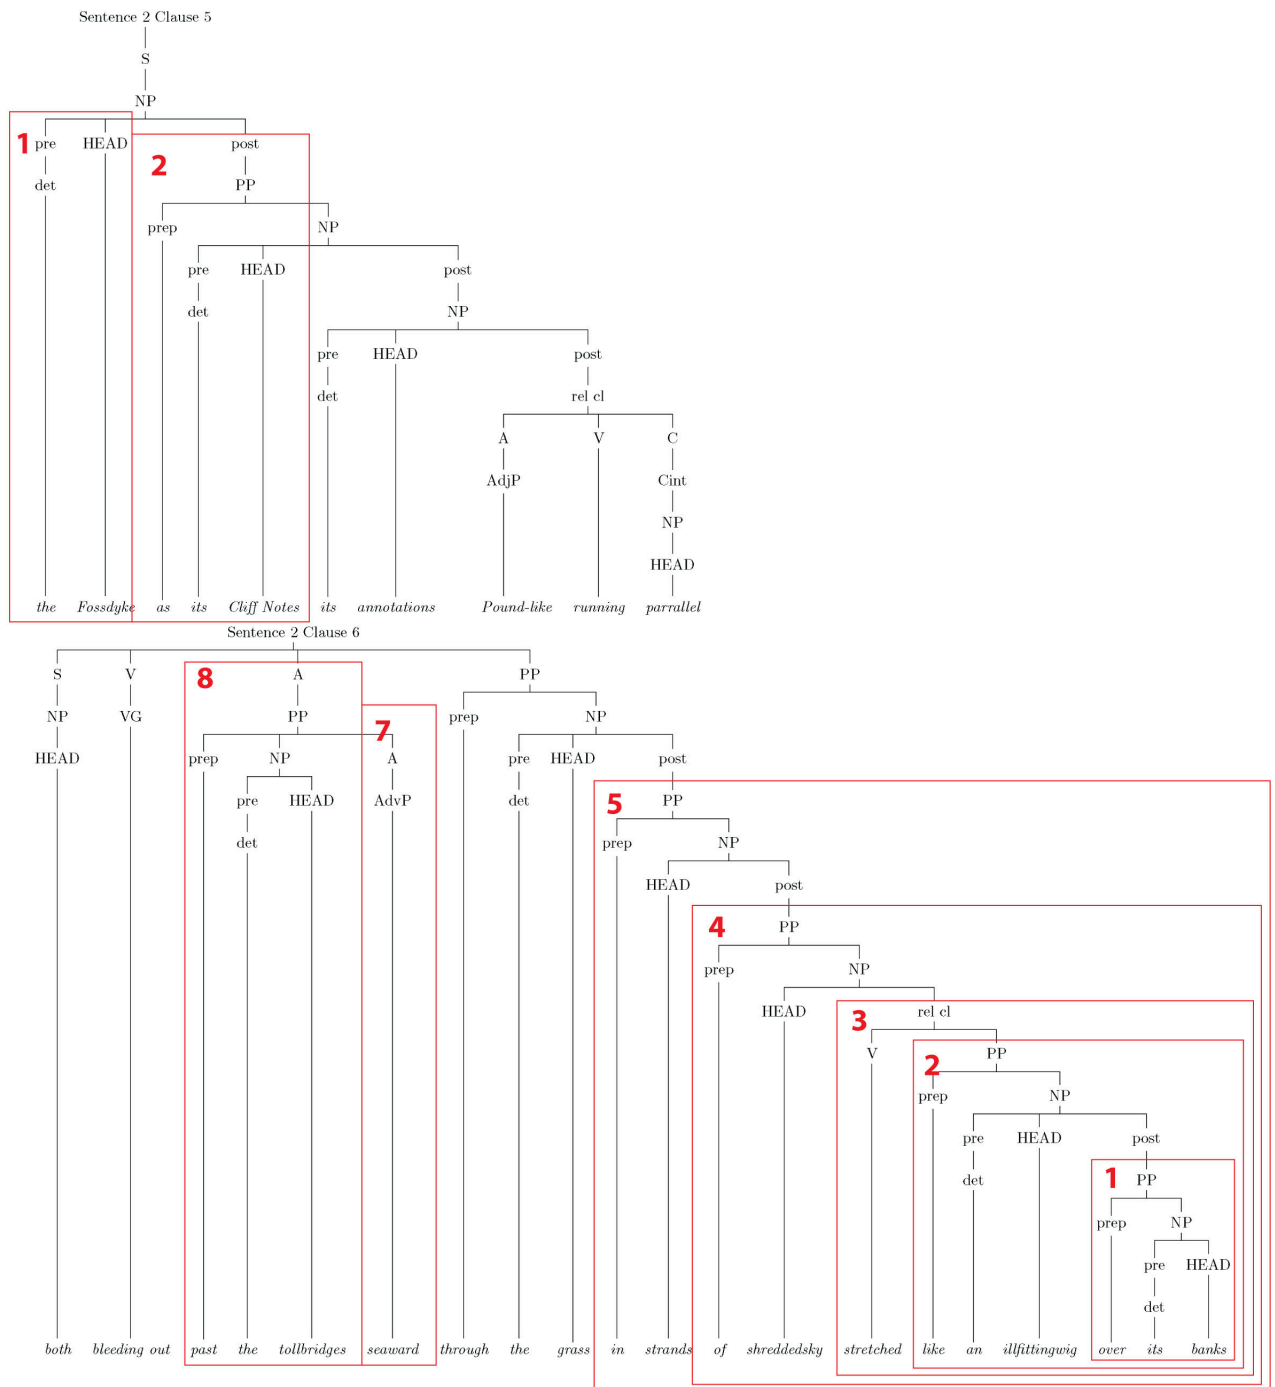 Sentence 2 Clause 5
S
NP
1 pre HEAD post
2
det PP
prep NP
pre HEAD post
det NP
pre HEAD post
det rel cl
A V C
AdjP Cint
NP
HEAD
the Fossdyke as its Cliff Notes its annotations Pound-like running parrallel
Sentence 2 Clause 6
S V 8 A PP
NP VG PP prep NP
7
HEAD prep NP A pre HEAD post
pre HEAD AdvP det 5 PP
det prep NP
HEAD post
4 PP
prep NP
HEAD rel cl
3
V PP
2
prep NP
pre HEAD post
det 1 PP
prep NP
pre HEAD
det
both bleeding out past the tollbridges seaward through the grass in strands of shreddedsky stretched like an illfittingwig over its banks